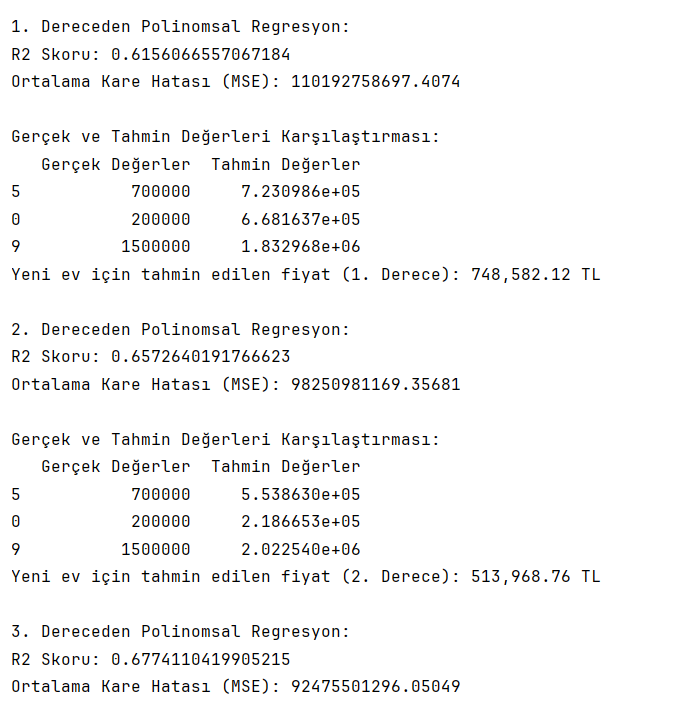 1. Dereceden Polinomsal Regresyon:
R2 Skoru: 0.6156066557067184
Ortalama Kare Hatası (MSE): 110192758697.4074
Gerçek ve Tahmin Değerleri Karşılaştırması:
   Gerçek Değerler  Tahmin Değerler
5           700000     7.230986e+05
0           200000     6.681637e+05
9          1500000     1.832968e+06
Yeni ev için tahmin edilen fiyat (1. Derece): 748,582.12 TL
2. Dereceden Polinomsal Regresyon:
R2 Skoru: 0.6572640191766623
Ortalama Kare Hatası (MSE): 98250981169.35681
Gerçek ve Tahmin Değerleri Karşılaştırması:
   Gerçek Değerler  Tahmin Değerler
5           700000     5.538630e+05
0           200000     2.186653e+05
9          1500000     2.022540e+06
Yeni ev için tahmin edilen fiyat (2. Derece): 513,968.76 TL
3. Dereceden Polinomsal Regresyon:
R2 Skoru: 0.6774110419905215
Ortalama Kare Hatası (MSE): 92475501296.05049